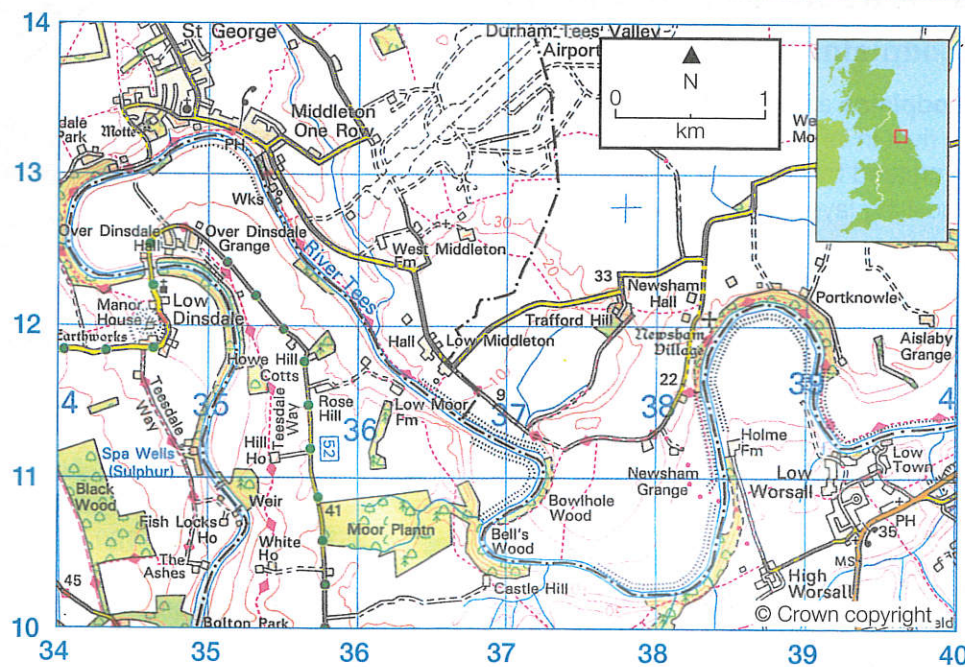 14
St George
Durham Tees Valley
Airport
N
0 1
km
Middleton
One Row
Motte
dale
Park
PH
We
Mo
13
Wks
Over Dinsdale
Hall
Over Dinsdale
Grange
River Tees
West Middleton
Fm
30
20
33
Newsham
Hall
Portknowle
Manor
House
Low
Dinsdale
Trafford Hill
12
Earthworks
Hall
Low Middleton
Newsham
Village
Aislaby
Grange
Howe Hill
Cotts
10
22
4
Teesdale
Way
35
Teesdale
Way
Rose
Hill
36
Low Moor
Fm
9
37
38
39
4
Spa Wells
(Sulphur)
Hill
Ho
52
Holme
Fm
Low
Town
11
Black
Wood
Weir
Newsham
Grange
Low
Worsall
Bowlhole
Wood
Fish Locks
Ho
41
Moor Plantn
Bell's
Wood
PH
35
The
Ashes
White
Ho
MS
45
Castle Hill
High
Worsall
10
Bolton Park
© Crown copyright
ald
34 35 36 37 38 39 40